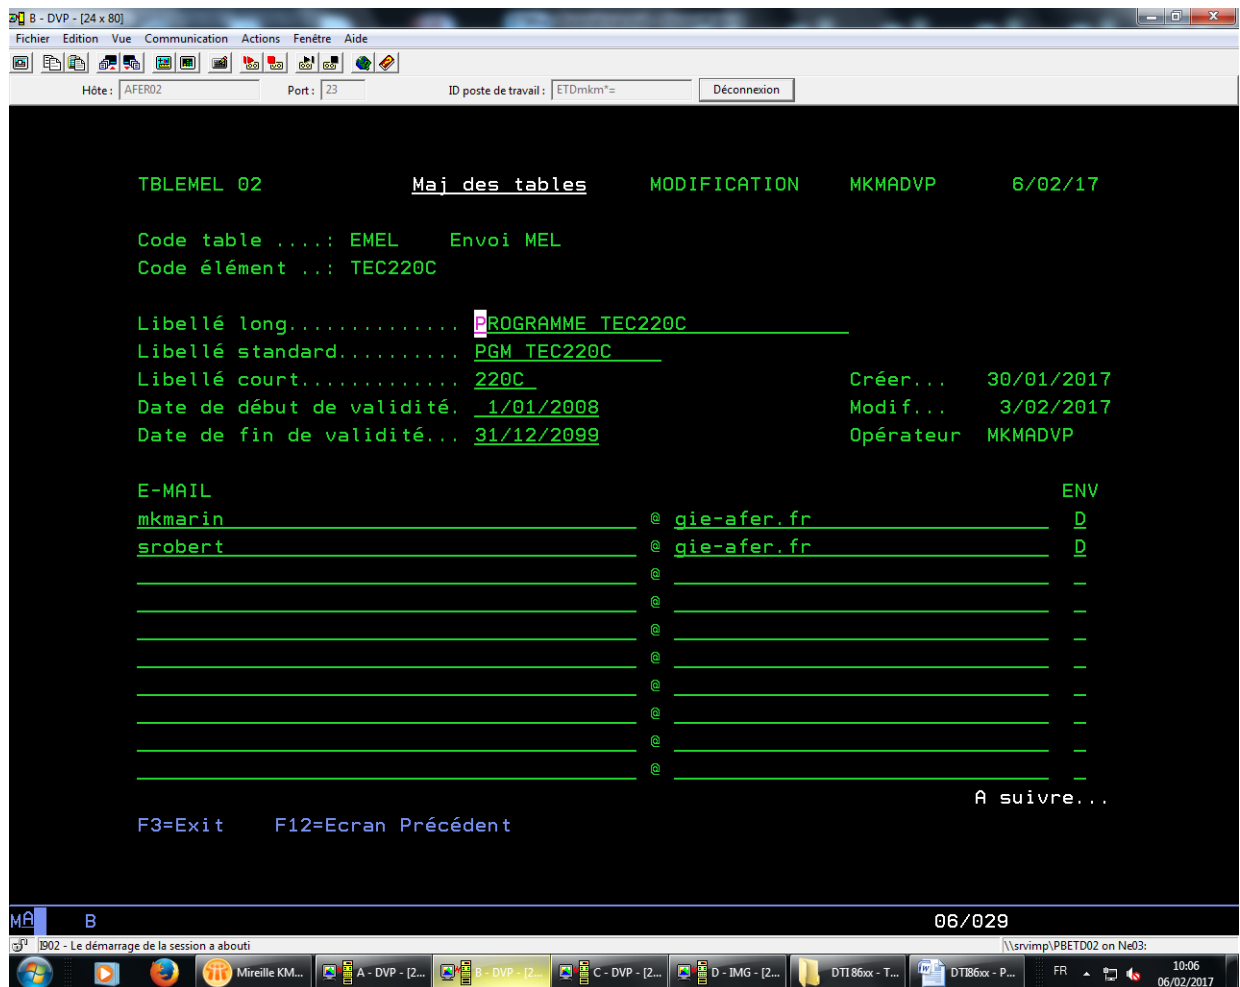 B - DVP - [24 x 80]
Fichier Edition Vue Communication Actions Fenêtre Aide
Hôte : AFER02 Port : 23 ID poste de travail : ETDmkm*= Déconnexion
TBLEMEL 02 Maj des tables MODIFICATION MKMADVP 6/02/17
Code table ....: EMEL Envoi MEL
Code élément ..: TEC220C
Libellé long.............. PROGRAMME TEC220C
Libellé standard.......... PGM TEC220C
Libellé court............. 220C Créer... 30/01/2017
Date de début de validité. 1/01/2008 Modif... 3/02/2017
Date de fin de validité... 31/12/2099 Opérateur MKMADVP
E-MAIL ENV
mkmarin @ gie-afer.fr D
srobert @ gie-afer.fr D
@
@
@
@
@
@
@
@
A suivre...
F3=Exit F12=Ecran Précédent
MA B 06/029
I902 - Le démarrage de la session a abouti \\srvimp\PBETD02 on Ne03:
Mireille KM... A - DVP - [2... B - DVP - [2... C - DVP - [2... D - IMG - [2... DTI 86xx - T... DTI86xx - P... FR 10:06
06/02/2017